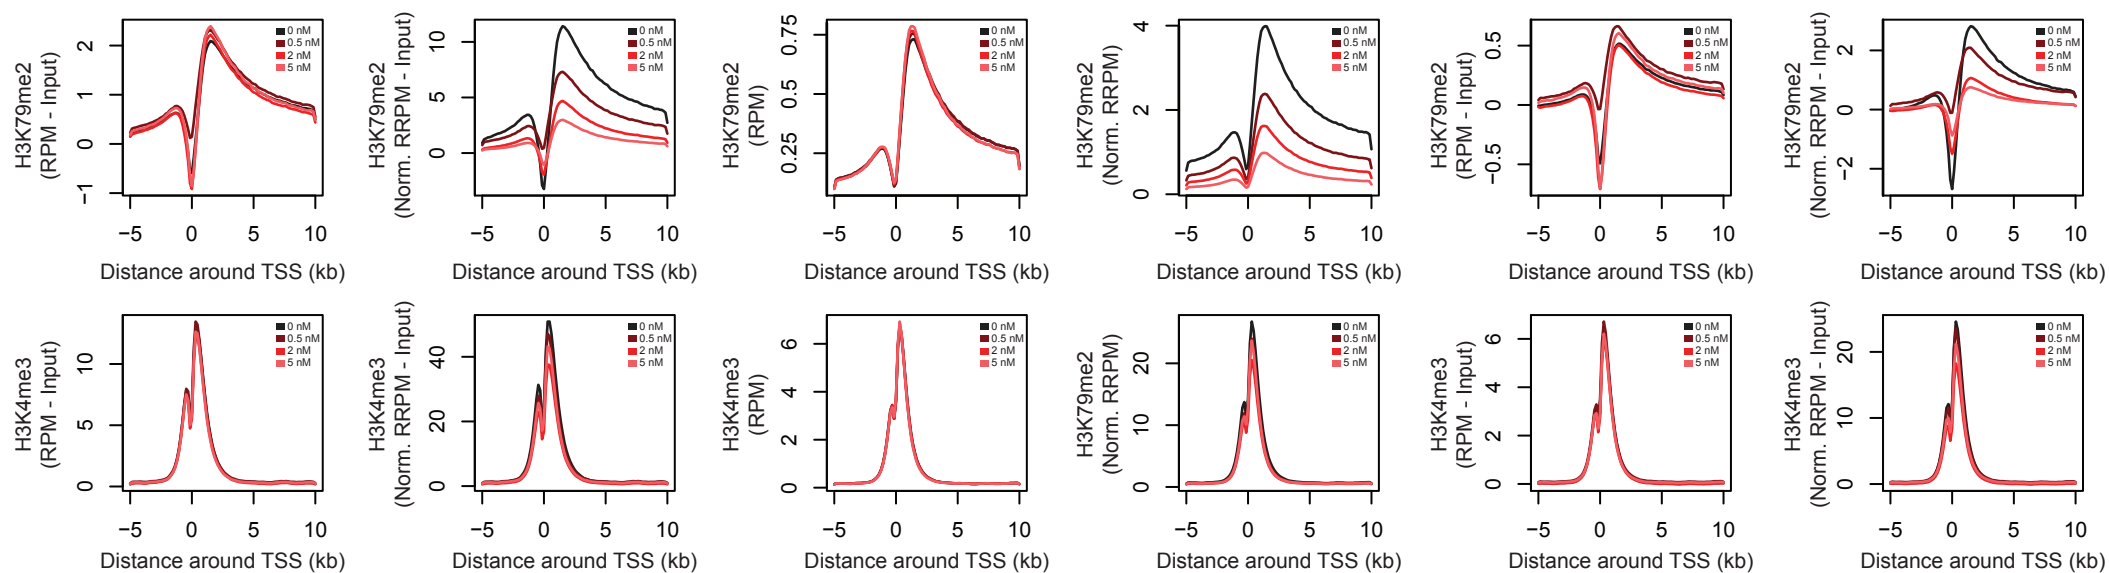 H3K79me2
(RPM - Input)
2
1
0
−1
0 nM
0.5 nM
2 nM
5 nM
−5 0 5 10
Distance around TSS (kb)
H3K79me2
(Norm. RRPM - Input)
10
5
0
0 nM
0.5 nM
2 nM
5 nM
−5 0 5 10
Distance around TSS (kb)
H3K79me2
(RPM)
0.75
0.5
0.25
0 nM
0.5 nM
2 nM
5 nM
−5 0 5 10
Distance around TSS (kb)
H3K79me2
(Norm. RRPM)
4
2
0
0 nM
0.5 nM
2 nM
5 nM
−5 0 5 10
Distance around TSS (kb)
H3K79me2
(RPM - Input)
0.5
0
−0.5
0 nM
0.5 nM
2 nM
5 nM
−5 0 5 10
Distance around TSS (kb)
H3K79me2
(Norm. RRPM - Input)
2
0
−2
0 nM
0.5 nM
2 nM
5 nM
−5 0 5 10
Distance around TSS (kb)
H3K4me3
(RPM - Input)
10
5
0
0 nM
0.5 nM
2 nM
5 nM
−5 0 5 10
Distance around TSS (kb)
H3K4me3
(Norm. RRPM - Input)
40
20
0
0 nM
0.5 nM
2 nM
5 nM
−5 0 5 10
Distance around TSS (kb)
H3K4me3
(RPM)
6
4
2
0
0 nM
0.5 nM
2 nM
5 nM
−5 0 5 10
Distance around TSS (kb)
H3K79me2
(Norm. RRPM)
20
10
0
0 nM
0.5 nM
2 nM
5 nM
−5 0 5 10
Distance around TSS (kb)
H3K4me3
(RPM - Input)
6
4
2
0
0 nM
0.5 nM
2 nM
5 nM
−5 0 5 10
Distance around TSS (kb)
H3K4me3
(Norm. RRPM - Input)
20
10
0
0 nM
0.5 nM
2 nM
5 nM
−5 0 5 10
Distance around TSS (kb)